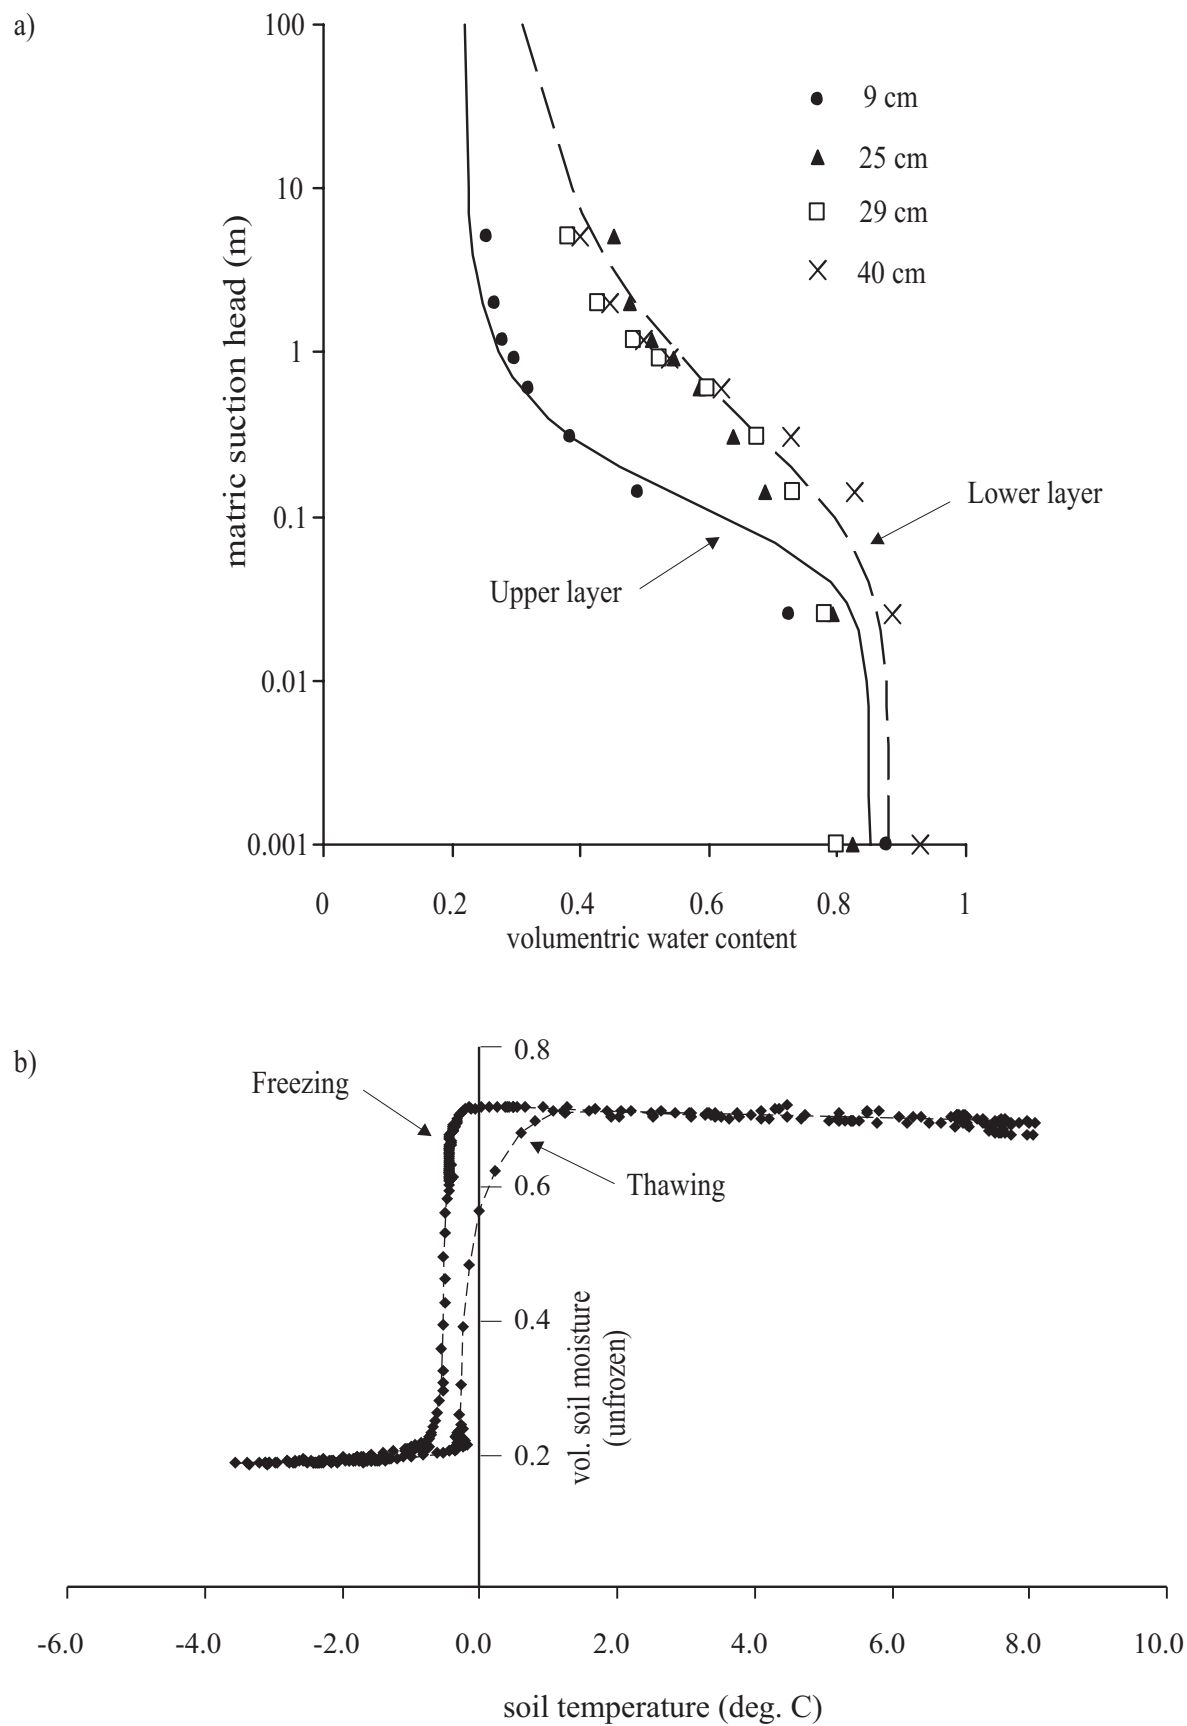 a)
100
10
1
0.1
0.01
0.001
matric suction head (m)
9 cm
25 cm
29 cm
40 cm
Lower layer
Upper layer
0 0.2 0.4 0.6 0.8 1
volumentric water content
b)
Freezing
Thawing
0.8
0.6
0.4
0.2
vol. soil moisture
(unfrozen)
-6.0 -4.0 -2.0 0.0 2.0 4.0 6.0 8.0 10.0
soil temperature (deg. C)